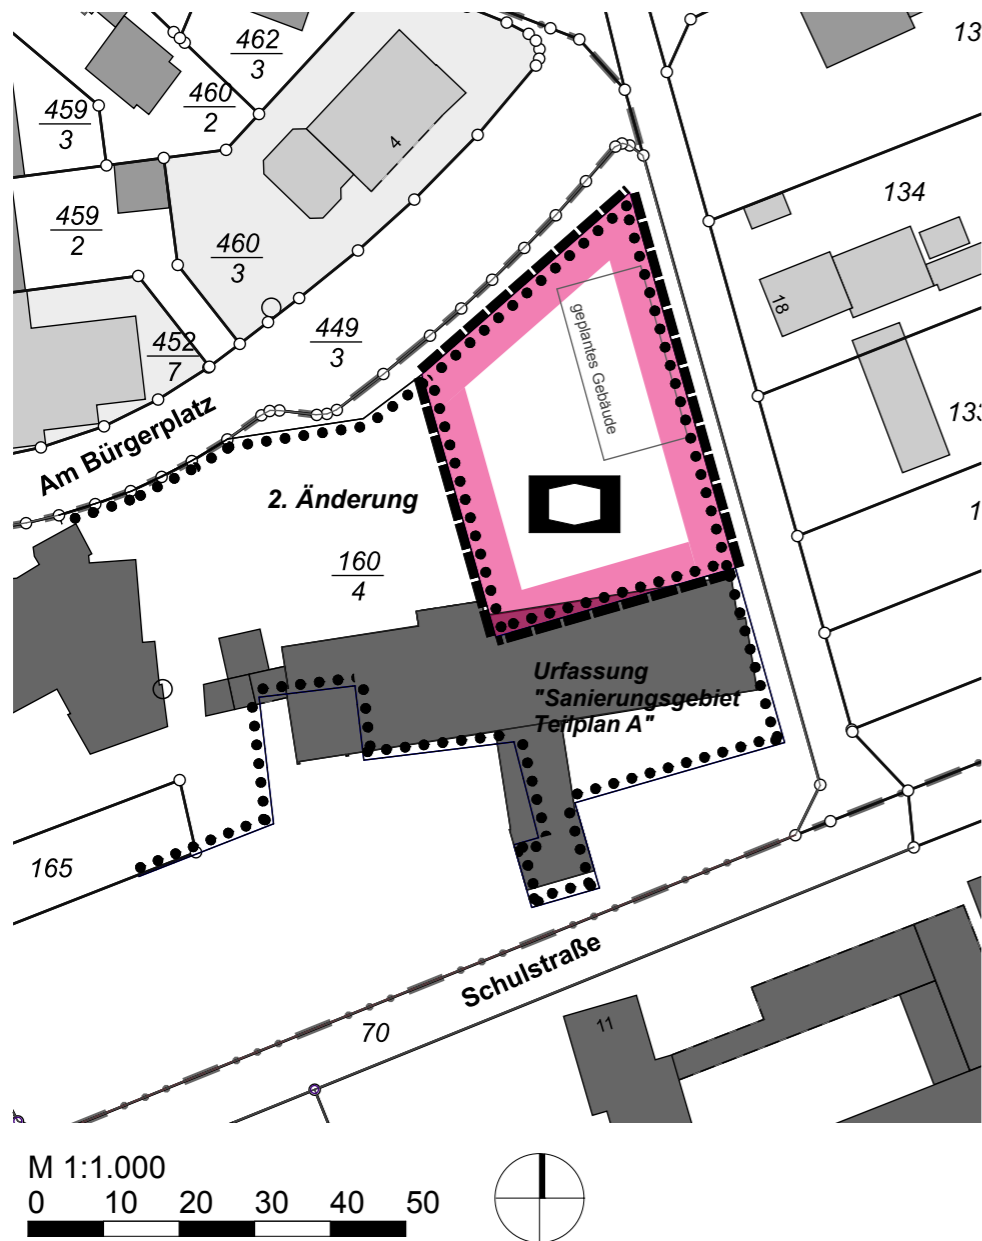 462
3
13
459
3
460
2
4
134
459
2
460
3
18
449
3
geplantes Gebäude
452
7
133
Am Bürgerplatz
2. Änderung
1
160
4
Urfassung
"Sanierungsgebiet
Teilplan A"
165
Schulstraße
11
70
M 1:1.000
0 10 20 30 40 50